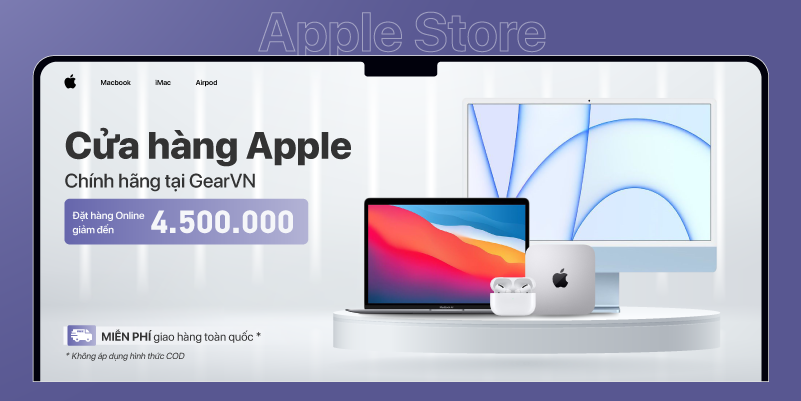 Apple Store
Macbook iMac Airpod
Cửa hàng Apple
Chính hãng tại GearVN
Đặt hàng Online
giảm đến
4.500.000
MIỄN PHÍ giao hàng toàn quốc *
* Không áp dụng hình thức COD